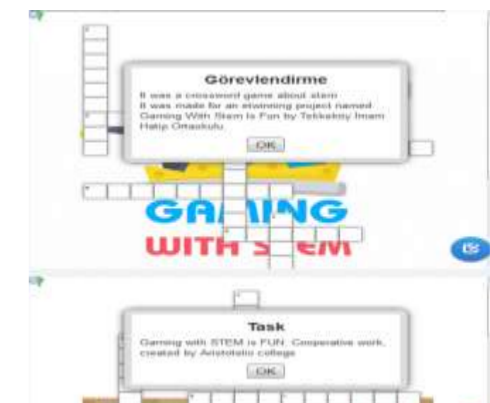 Görevlendirme
It was a crossword game about stem
It was made for an etwinning project named
Gaming With Stem Is Fun by Tekkeköy Imam
Hatip Ortaokulu.
OK
GAMING
WITH STEM
Task
Gaming with STEM is FUN. Cooperative work,
created by Aristotelio college
OK